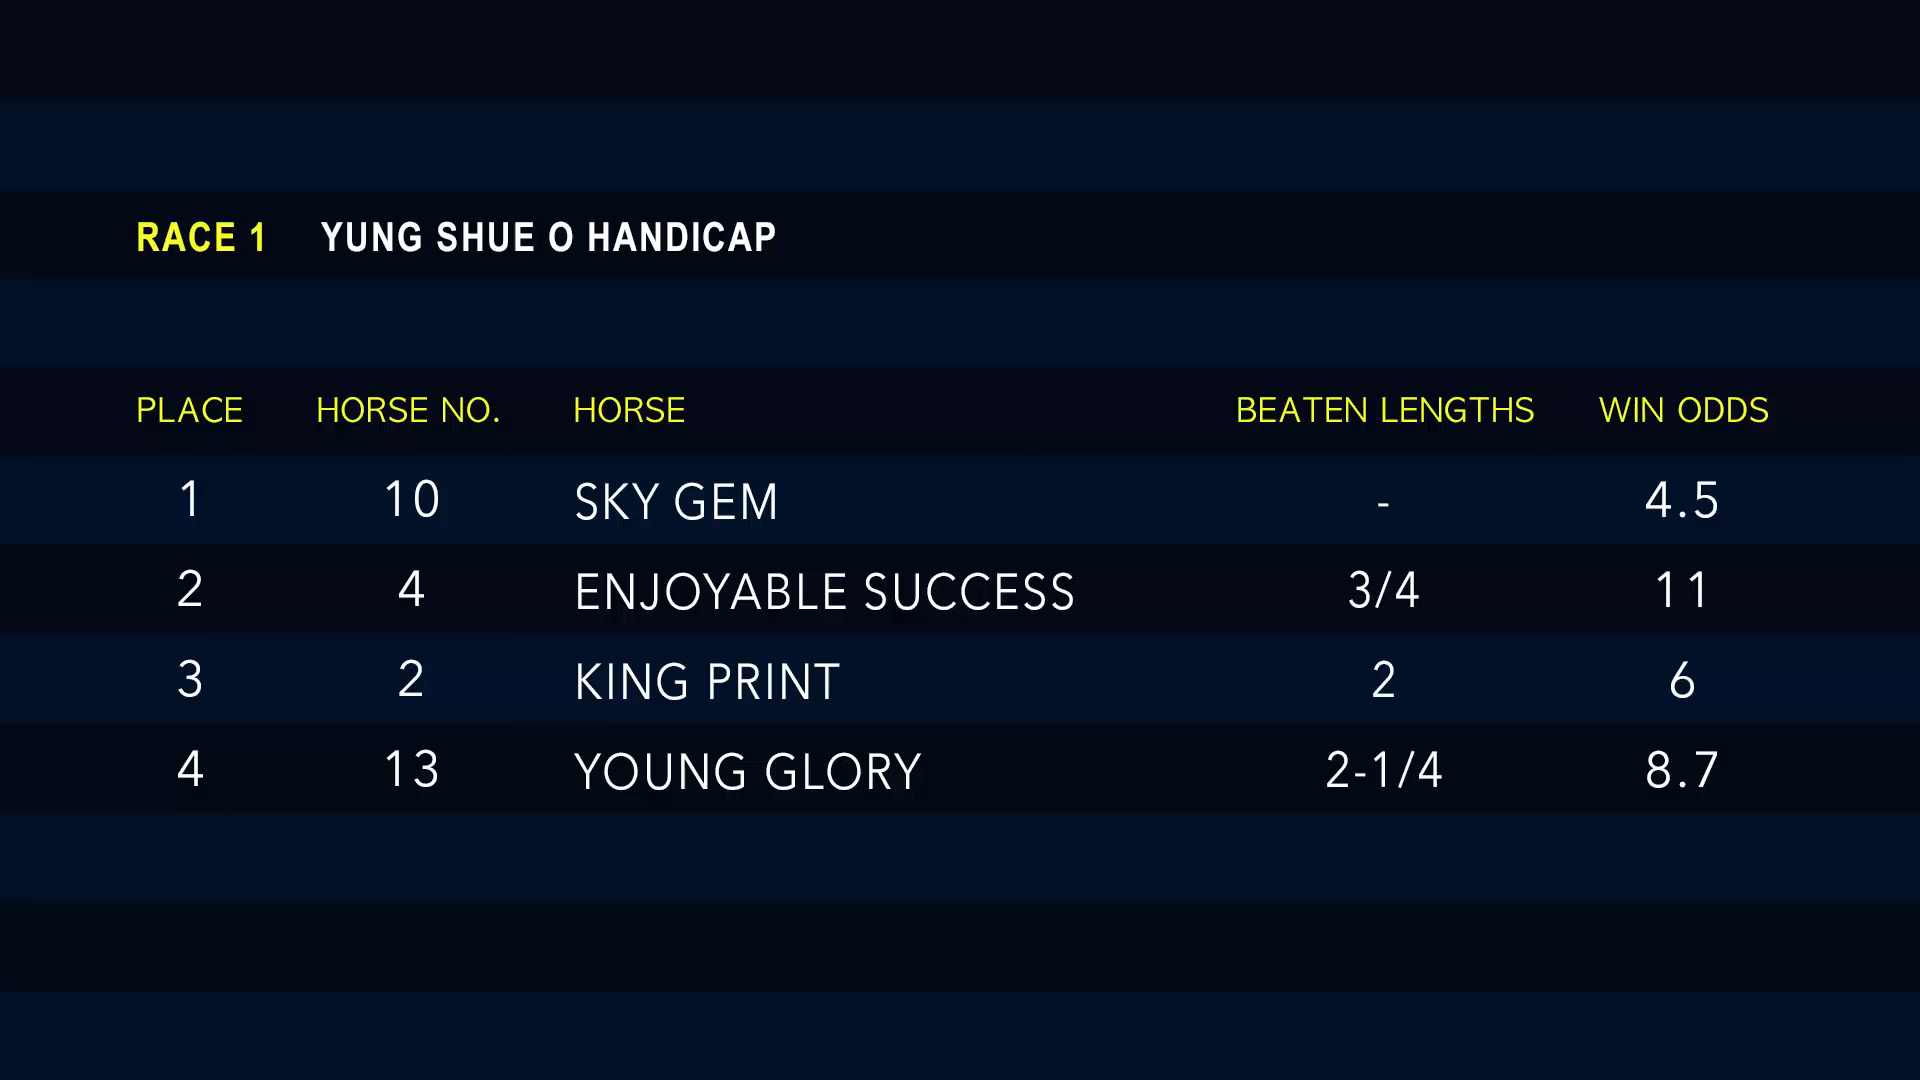 RACE 1 YUNG SHUE O HANDICAP
PLACE HORSE NO. HORSE BEATEN LENGTHS WIN ODDS
1 10 SKY GEM - 4.5
2 4 ENJOYABLE SUCCESS 3/4 11
3 2 KING PRINT 2 6
4 13 YOUNG GLORY 2-1/4 8.7